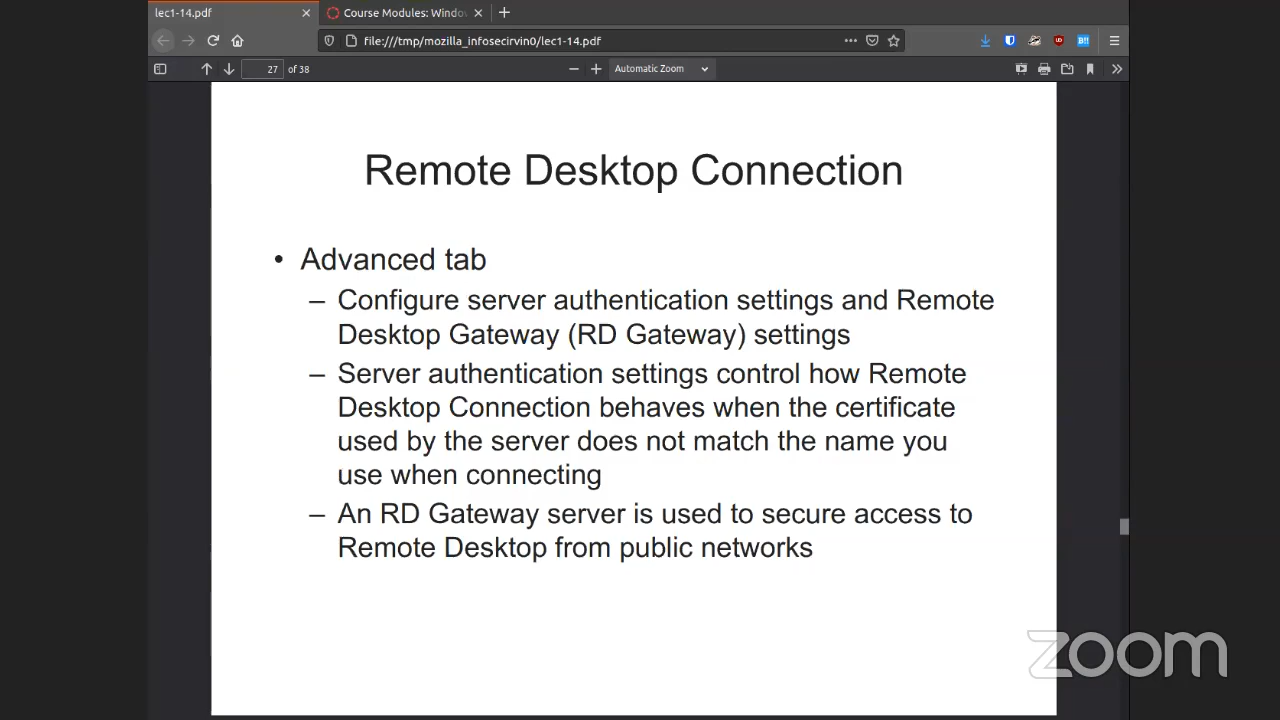 lec1-14.pdf
Course Modules: Windo
file:///tmp/mozilla_infosecirvin0/lec1-14.pdf
27 of 38
Automatic Zoom
Remote Desktop Connection
• Advanced tab
– Configure server authentication settings and Remote
Desktop Gateway (RD Gateway) settings
– Server authentication settings control how Remote
Desktop Connection behaves when the certificate
used by the server does not match the name you
use when connecting
– An RD Gateway server is used to secure access to
Remote Desktop from public networks
zoom